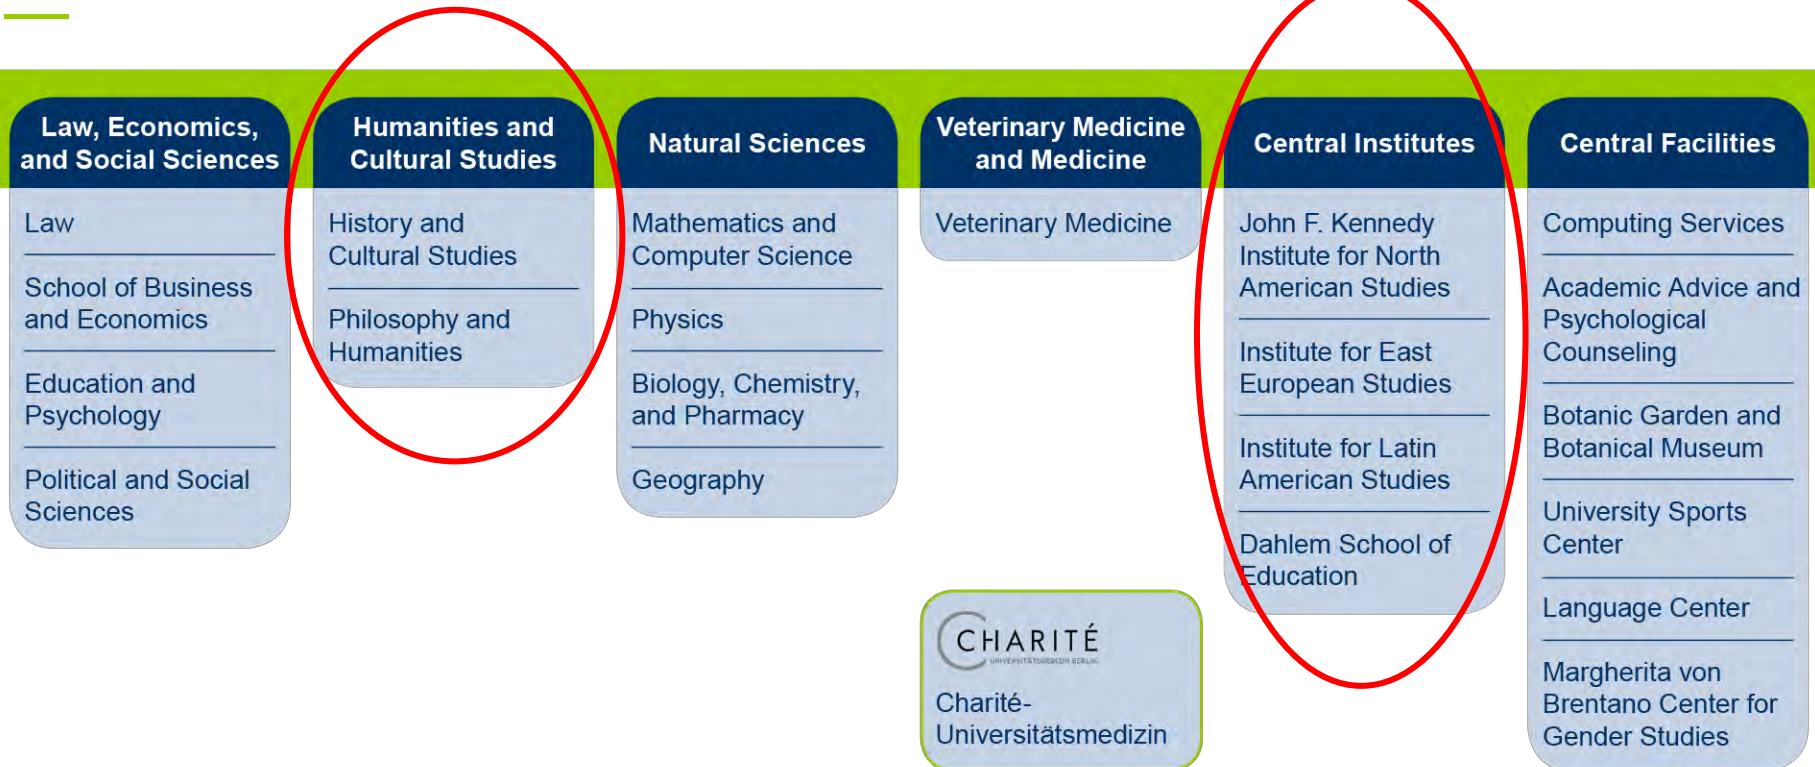 Law, Economics,
and Social Sciences
Law
School of Business
and Economics
Education and
Psychology
Political and Social
Sciences
Humanities and
Cultural Studies
History and
Cultural Studies
Philosophy and
Humanities
Natural Sciences
Mathematics and
Computer Science
Physics
Biology, Chemistry,
and Pharmacy
Geography
Veterinary Medicine
and Medicine
Veterinary Medicine
CHARITÉ
UNIVERSITÄTSMEDIZIN BERLIN
Charité-
Universitätsmedizin
Central Institutes
John F. Kennedy
Institute for North
American Studies
Institute for East
European Studies
Institute for Latin
American Studies
Dahlem School of
Education
Central Facilities
Computing Services
Academic Advice and
Psychological
Counseling
Botanic Garden and
Botanical Museum
University Sports
Center
Language Center
Margherita von
Brentano Center for
Gender Studies